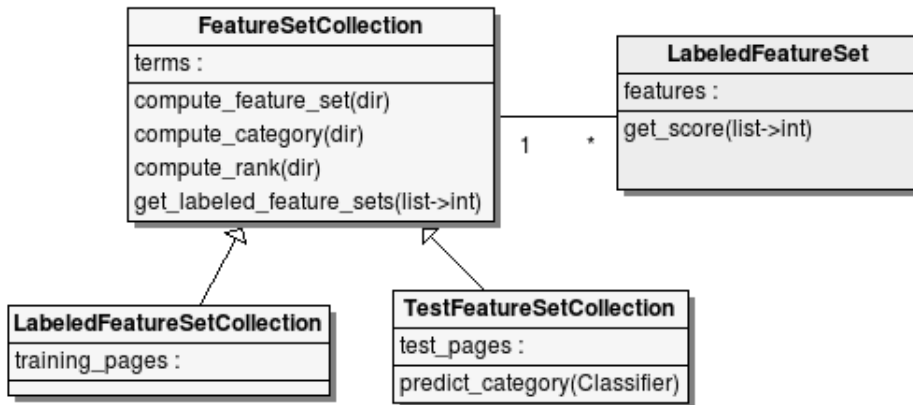 FeatureSetCollection
terms :
compute_feature_set(dir)
compute_category(dir)
compute_rank(dir)
get_labeled_feature_sets(list->int)
1
*
LabeledFeatureSet
features :
get_score(list->int)
LabeledFeatureSetCollection
training_pages :
TestFeatureSetCollection
test_pages :
predict_category(Classifier)